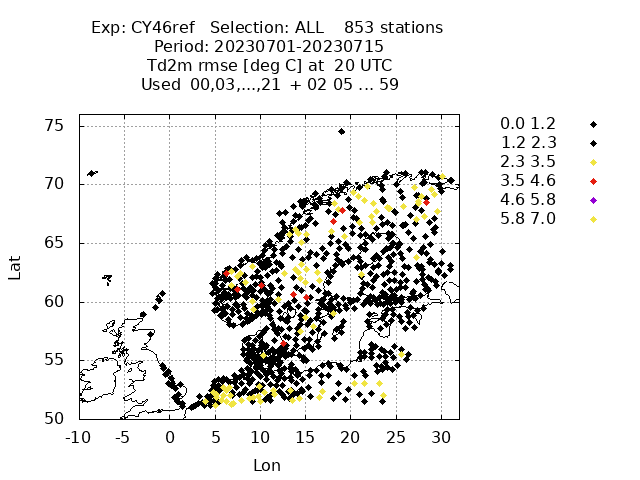 Exp: CY46ref   Selection: ALL    853 stations
Period: 20230701-20230715
Td2m rmse [deg C] at  20 UTC
Used  00,03,...,21  + 02 05 ... 59
75
70
65
60
55
50
-10 -5 0 5 10 15 20 25 30
Lat
Lon
0.0 1.2
1.2 2.3
2.3 3.5
3.5 4.6
4.6 5.8
5.8 7.0